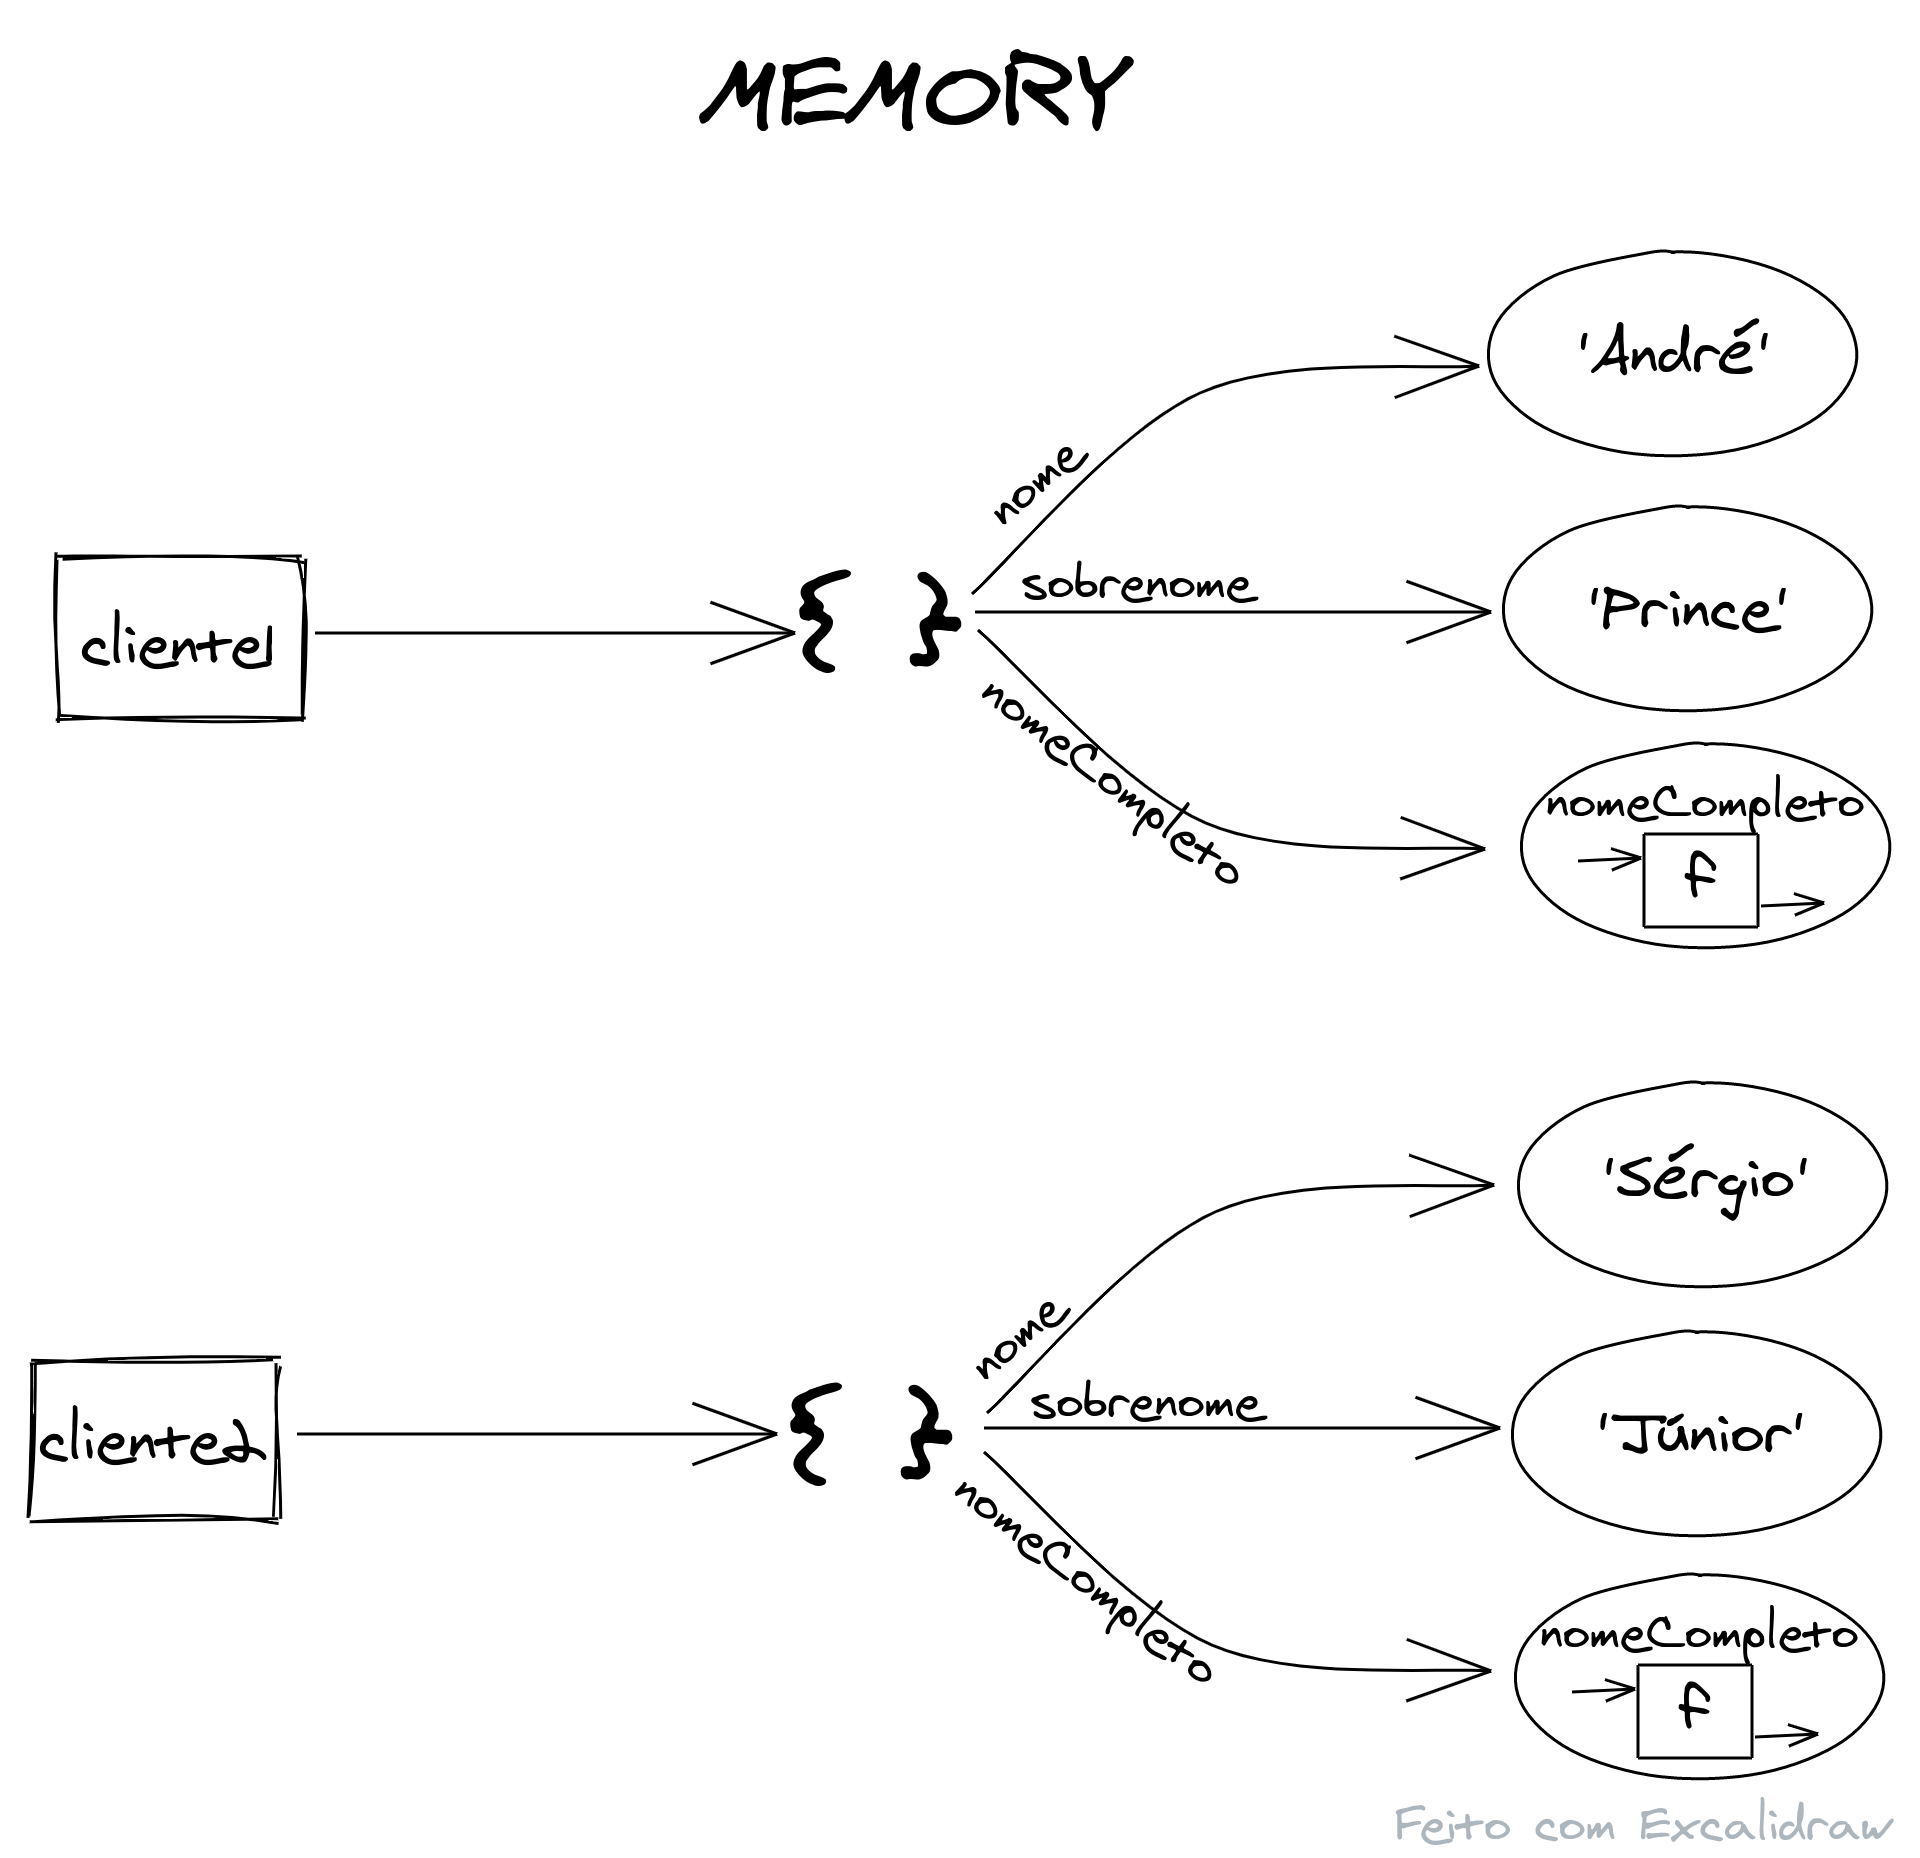 MEMORY
'André'
nome
sobrenome
'Prince'
cliente1
{ }
nomeCompleto
nomeCompleto
f
'Sérgio'
nome
sobrenome
'Júnior'
cliente2
{ }
nomeCompleto
nomeCompleto
f
Feito com Excalidraw